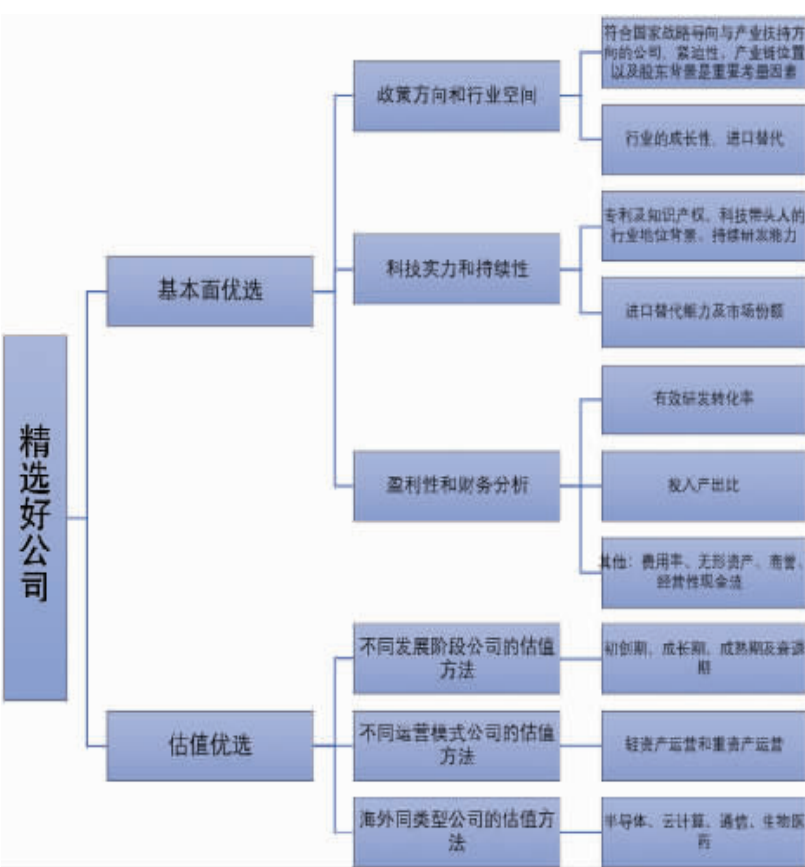 精选好公司
基本面优选
政策方向和行业空间
符合国家战略导向与产业扶持方
向的公司，紧迫性、产业链位置
以及股东背景是重要考量因素
行业的成长性、进口替代
科技实力和持续性
专利及知识产权、科技带头人的
行业地位背景、持续研发能力
进口替代能力及市场份额
盈利性和财务分析
有效研发转化率
投入产出比
其他：费用率、无形资产、商誉、
经营性现金流
估值优选
不同发展阶段公司的估值
方法
初创期、成长期、成熟期及衰退
期
不同运营模式公司的估值
方法
轻资产运营和重资产运营
海外同类型公司的估值方
法
半导体、云计算、通信、生物医
药